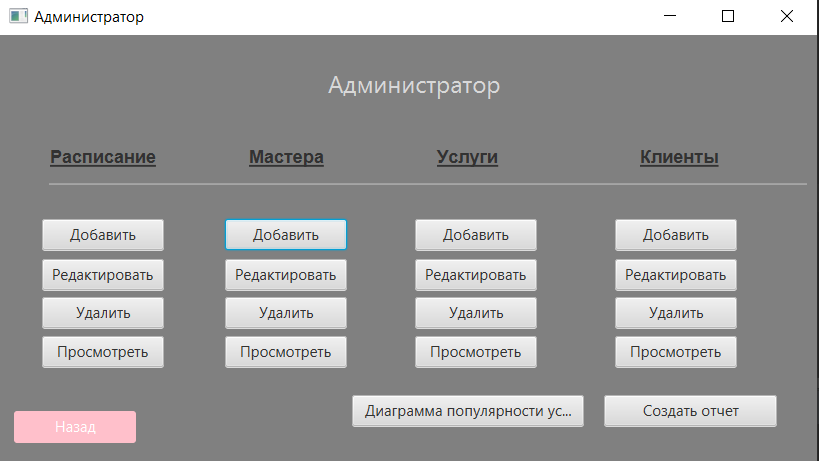 Администратор
Администратор
Расписание Мастера Услуги Клиенты
Добавить Добавить Добавить Добавить
Редактировать Редактировать Редактировать Редактировать
Удалить Удалить Удалить Удалить
Просмотреть Просмотреть Просмотреть Просмотреть
Диаграмма популярности ус... Создать отчет
Назад